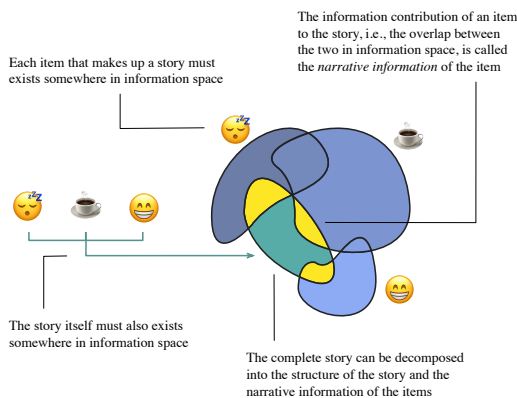 The information contribution of an item
to the story, i.e., the overlap between
the two in information space, is called
the narrative information of the item
Each item that makes up a story must
exists somewhere in information space
The story itself must also exists
somewhere in information space
The complete story can be decomposed
into the structure of the story and the
narrative information of the items